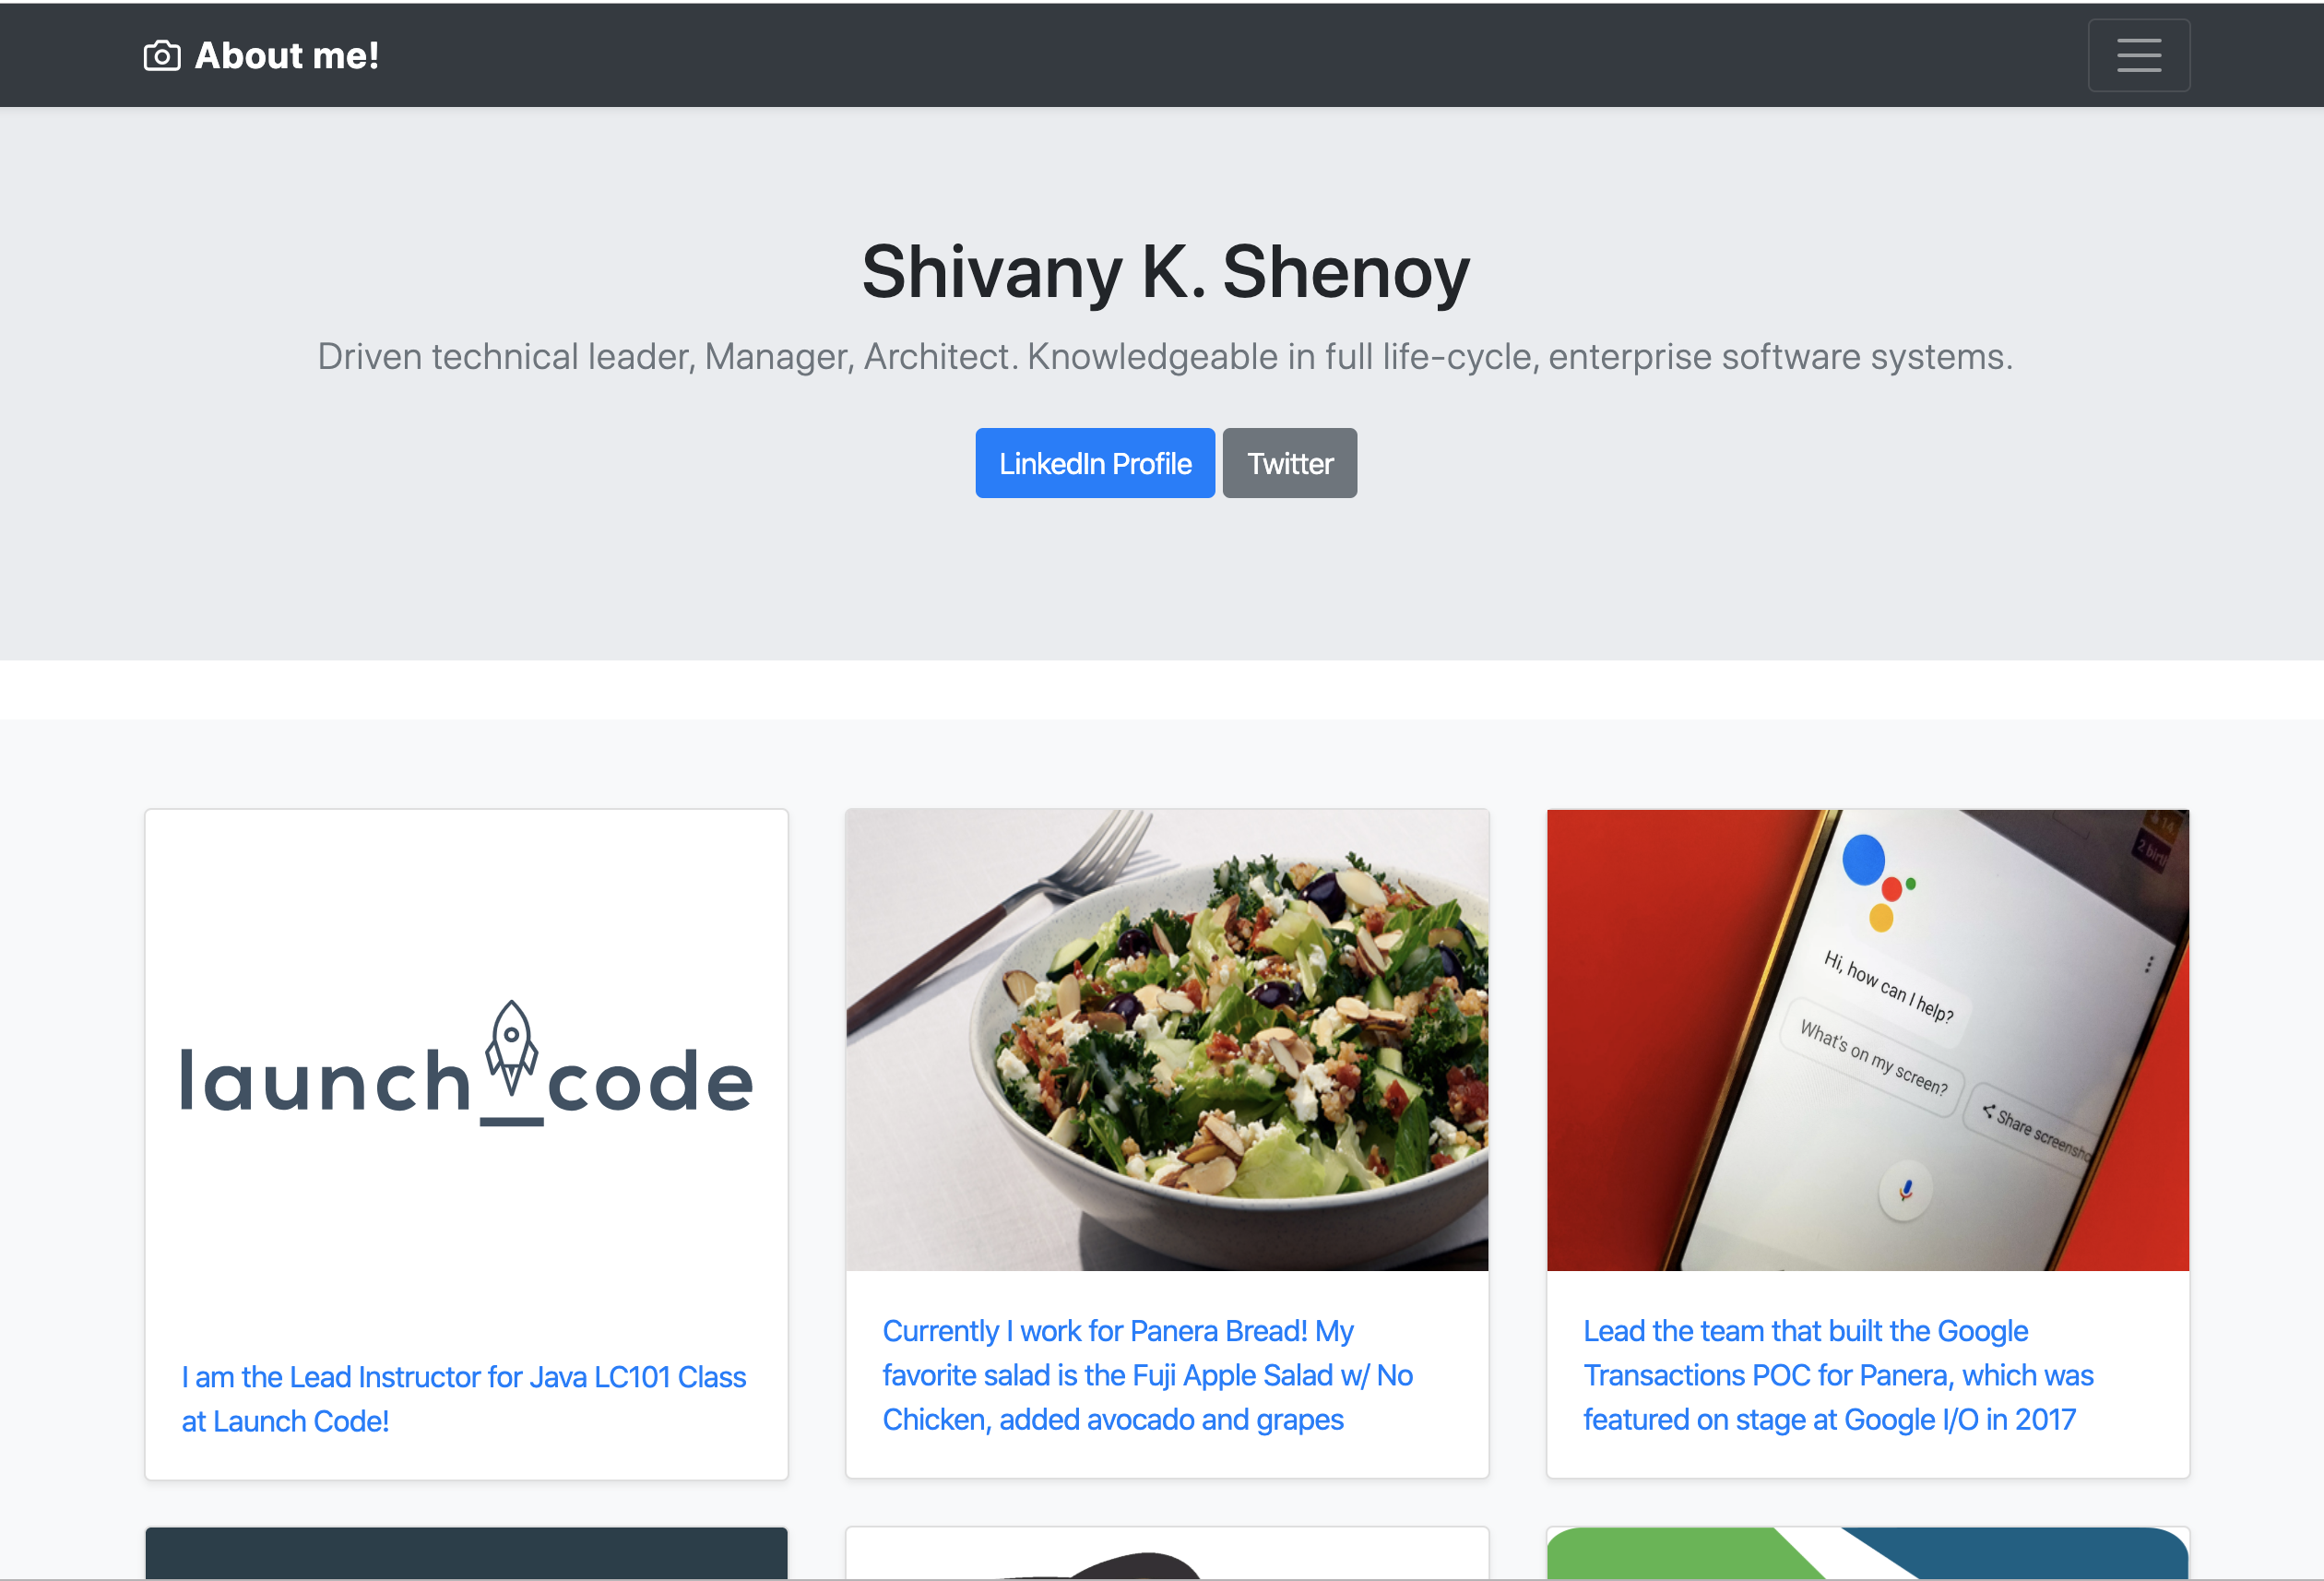 About me!
Shivany K. Shenoy
Driven technical leader, Manager, Architect. Knowledgeable in full life-cycle, enterprise software systems.
LinkedIn Profile
Twitter
launch_code
I am the Lead Instructor for Java LC101 Class
at Launch Code!
Currently I work for Panera Bread! My
favorite salad is the Fuji Apple Salad w/ No
Chicken, added avocado and grapes
14
2 birt
Hi, how can I help?
What's on my screen?
Share screensho
Lead the team that built the Google
Transactions POC for Panera, which was
featured on stage at Google I/O in 2017